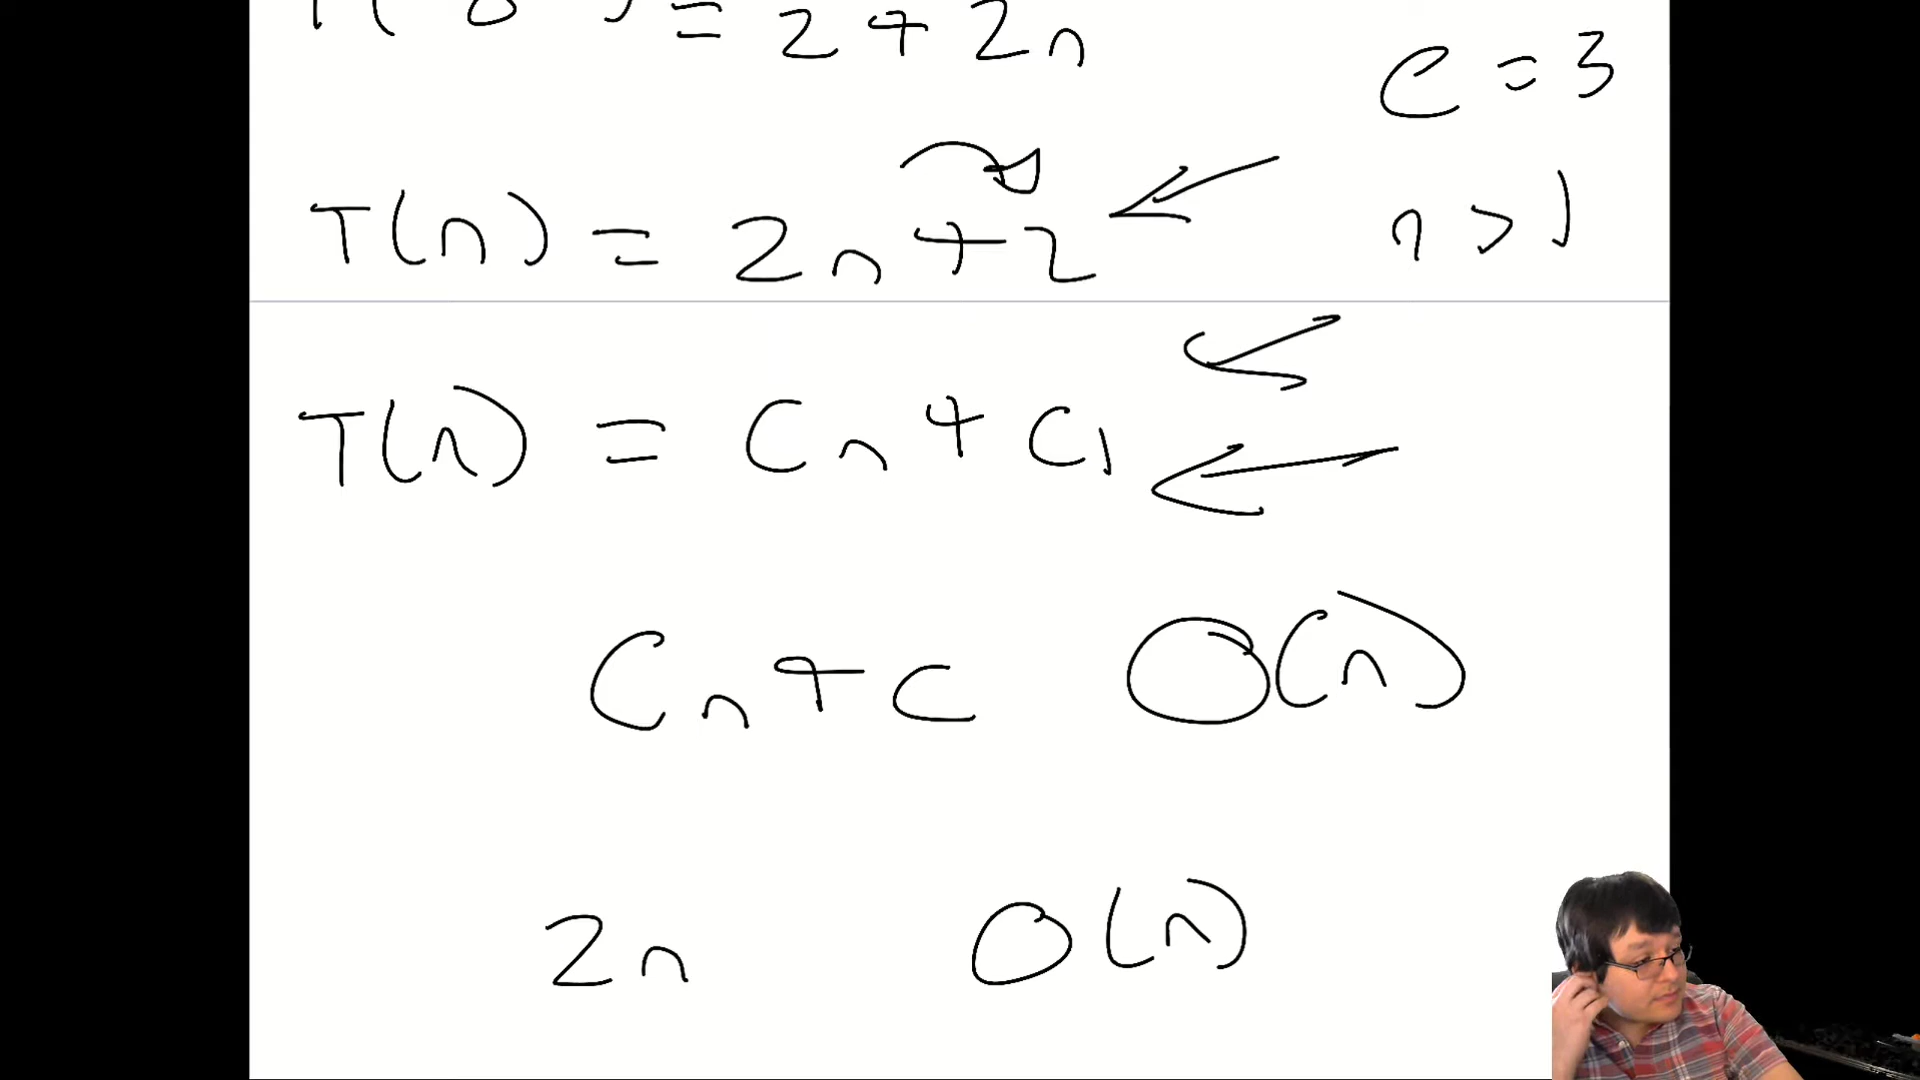 = 2 + 2n
c = 3
T(n) = 2n + 2
n > 1
T(n) = Cn + C1
Cn + C O(n)
2n O(n)